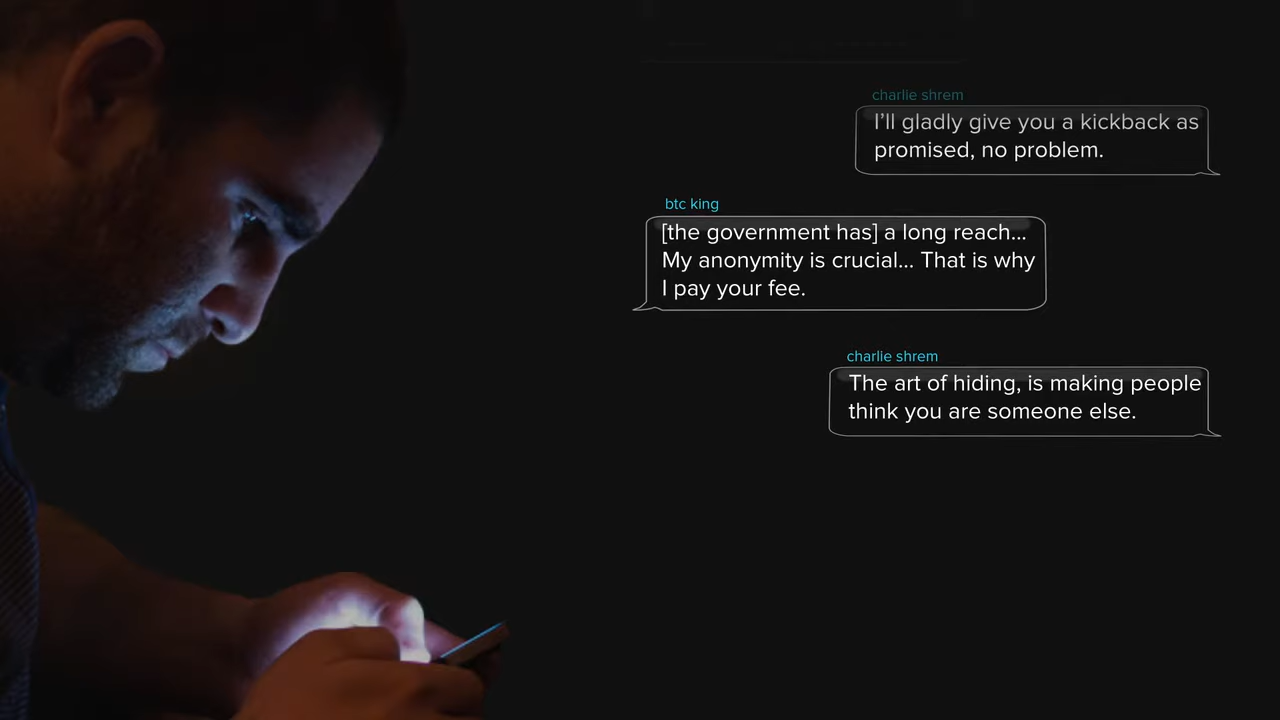 charlie shrem
I’ll gladly give you a kickback as
promised, no problem.
btc king
[the government has] a long reach...
My anonymity is crucial... That is why
I pay your fee.
charlie shrem
The art of hiding, is making people
think you are someone else.